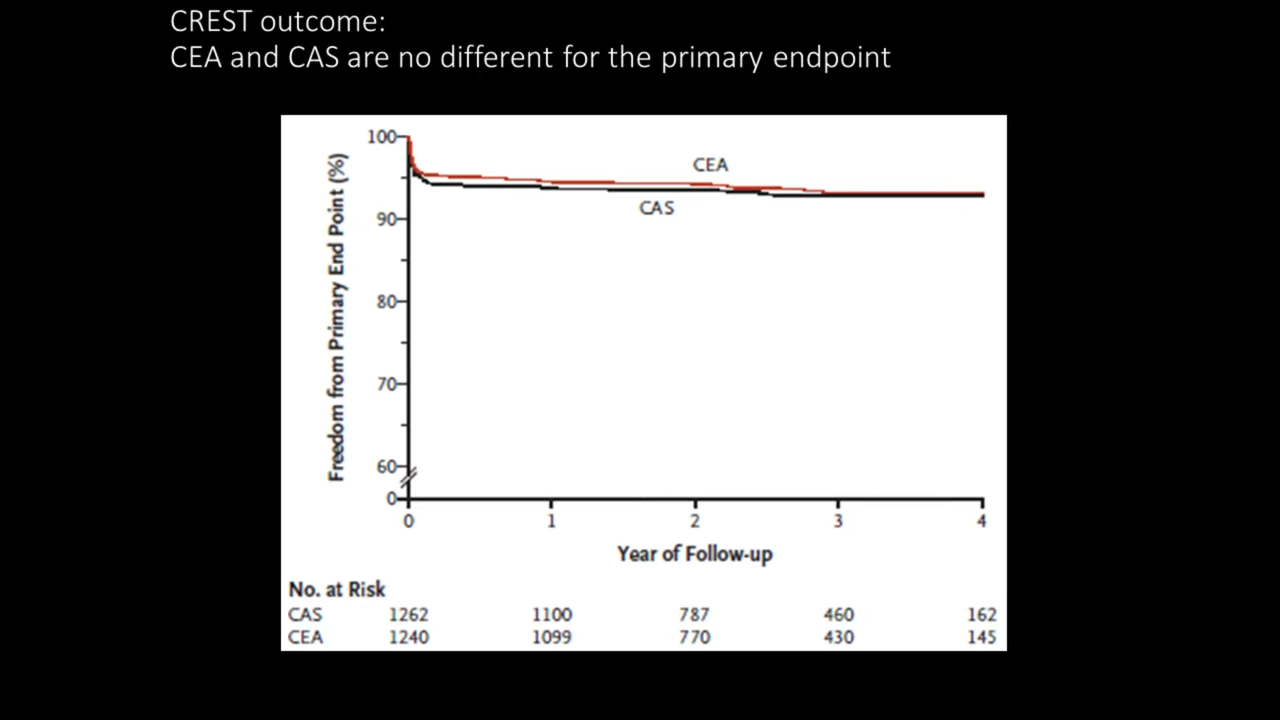 CREST outcome:
CEA and CAS are no different for the primary endpoint
Freedom from Primary End Point (%)
100
90
80
70
60
0
CEA
CAS
0 1 2 3 4
Year of Follow-up
No. at Risk
CAS 1262 1100 787 460 162
CEA 1240 1099 770 430 145